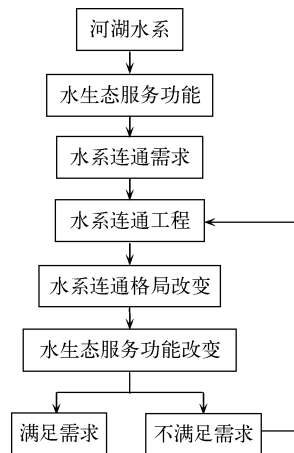 河湖水系
水生态服务功能
水系连通需求
水系连通工程
水系连通格局改变
水生态服务功能改变
满足需求
不满足需求